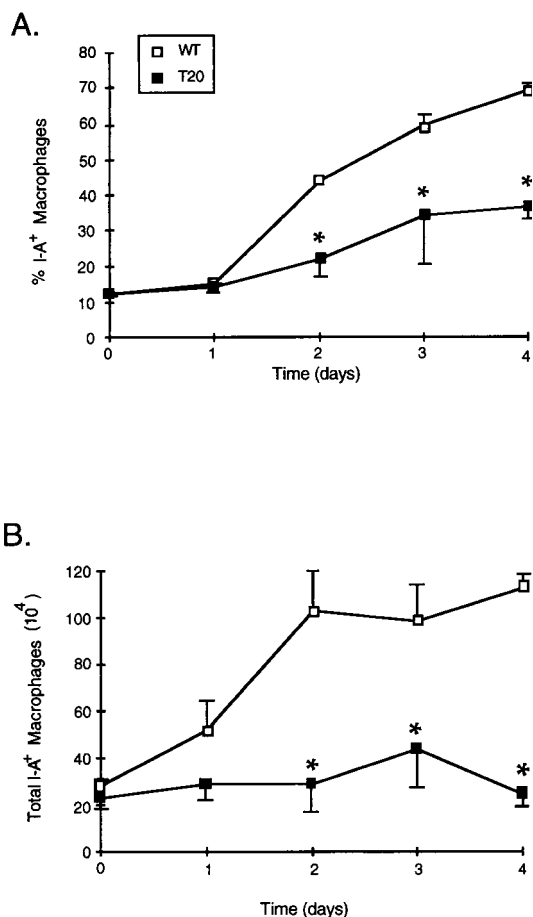 A.
WT
T20
80
70
60
50
40
30
20
10
0
% I-A+ Macrophages
*
*
*
0 1 2 3 4
Time (days)
B.
120
100
80
60
40
20
0
Total I-A+ Macrophages (10^4)
*
*
*
0 1 2 3 4
Time (days)